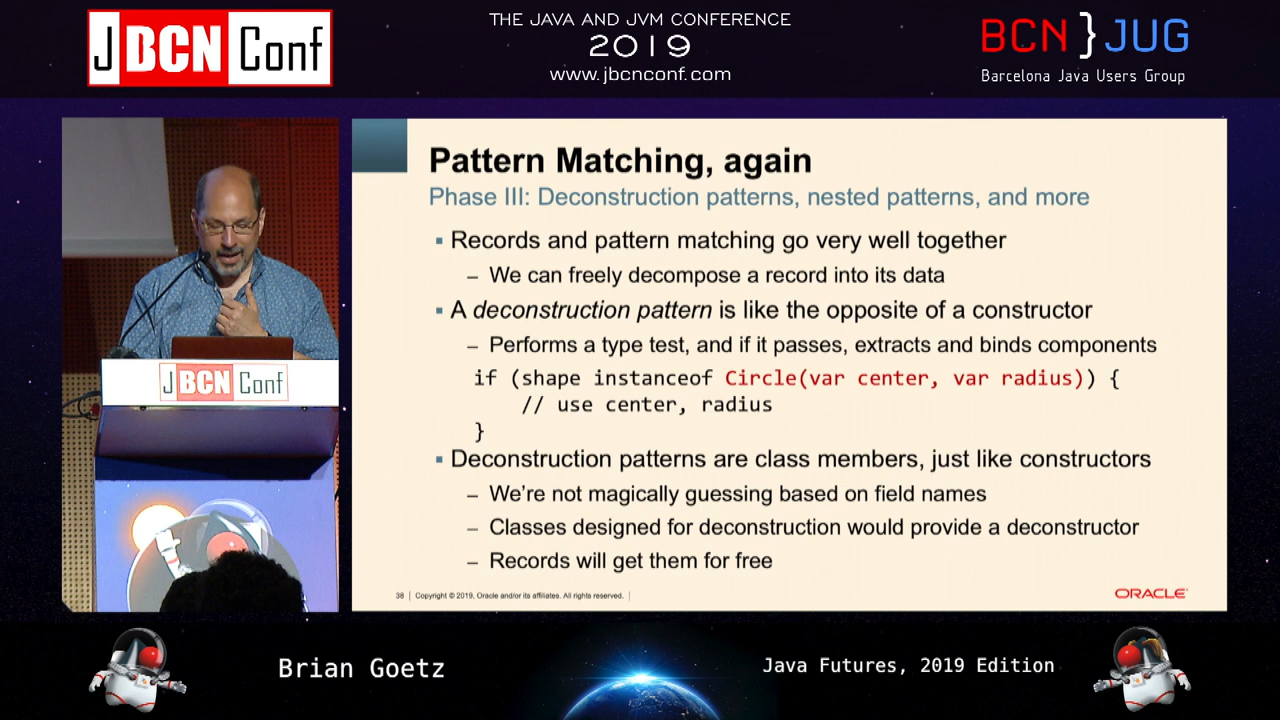 J BCN Conf
THE JAVA AND JVM CONFERENCE
2019
www.jbcnconf.com
BCN } JUG
Barcelona Java Users Group
J BCN Conf
Pattern Matching, again
Phase III: Deconstruction patterns, nested patterns, and more
▪ Records and pattern matching go very well together
– We can freely decompose a record into its data
▪ A deconstruction pattern is like the opposite of a constructor
– Performs a type test, and if it passes, extracts and binds components
if (shape instanceof Circle(var center, var radius)) {
// use center, radius
}
▪ Deconstruction patterns are class members, just like constructors
– We're not magically guessing based on field names
– Classes designed for deconstruction would provide a deconstructor
– Records will get them for free
38 | Copyright © 2019, Oracle and/or its affiliates. All rights reserved. |
ORACLE
Brian Goetz
Java Futures, 2019 Edition